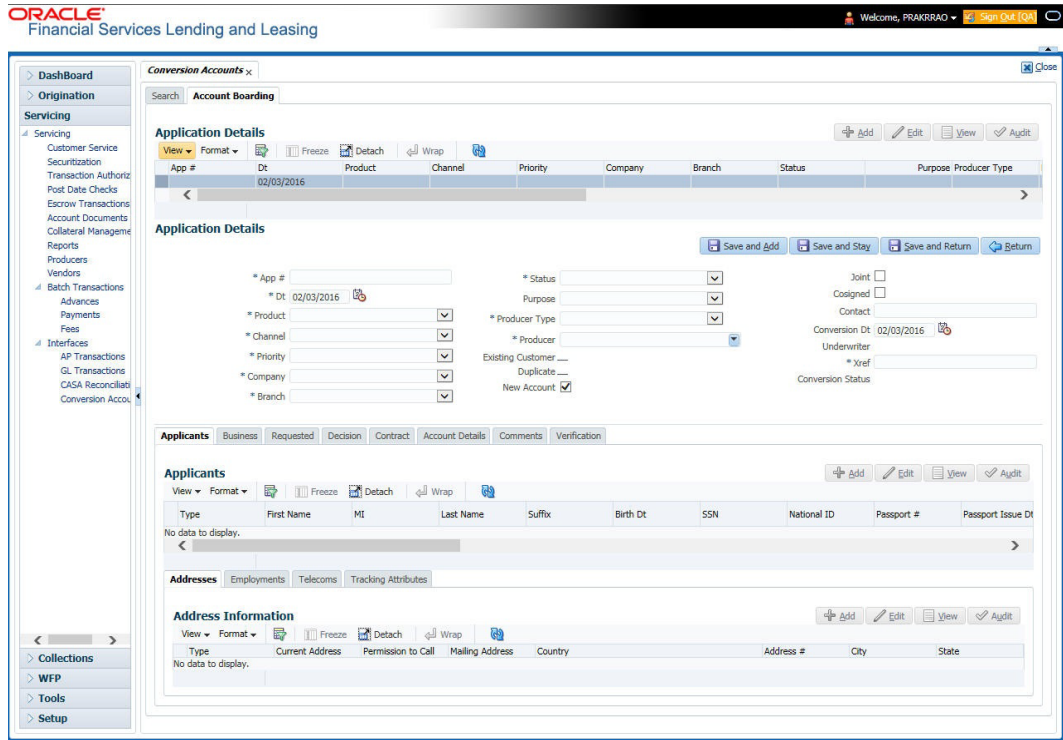 ORACLE'
Financial Services Lending and Leasing
Welcome, PRAKRRAO
Sign Out [QA]
Close
DashBoard
Origination
Servicing
Servicing
Customer Service
Securitization
Transaction Authoriz
Post Date Checks
Escrow Transactions
Account Documents
Collateral Manageme
Reports
Producers
Vendors
Batch Transactions
Advances
Payments
Fees
Interfaces
AP Transactions
GL Transactions
CASA Reconciliati
Conversion Accou
Collections
WFP
Tools
Setup
Conversion Accounts x
Search Account Boarding
Application Details
Add Edit View Audit
View Format Freeze Detach Wrap
App # Dt Product Channel Priority Company Branch Status Purpose Producer Type
02/03/2016
Application Details
Save and Add Save and Stay Save and Return Return
* App #
* Dt 02/03/2016
* Product
* Channel
* Priority
* Company
* Branch
* Status
Purpose
* Producer Type
* Producer
Existing Customer
Duplicate
New Account
Joint
Cosigned
Contact
Conversion Dt 02/03/2016
Underwriter
* Xref
Conversion Status
Applicants Business Requested Decision Contract Account Details Comments Verification
Applicants
Add Edit View Audit
View Format Freeze Detach Wrap
Type First Name MI Last Name Suffix Birth Dt SSN National ID Passport # Passport Issue Dt
No data to display.
Addresses Employments Telecoms Tracking Attributes
Address Information
Add Edit View Audit
View Format Freeze Detach Wrap
Type Current Address Permission to Call Mailing Address Country Address # City State
No data to display.